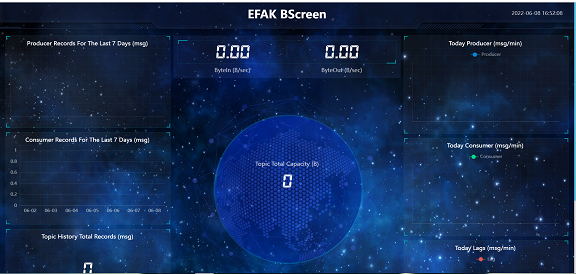 EFAK BScreen
2022-06-08 16:52:08
Producer Records For The Last 7 Days (msg)
0.00
0.00
ByteIn (B/sec)
ByteOut (B/sec)
Today Producer (msg/min)
Producer
Consumer Records For The Last 7 Days (msg)
1
0.8
0.6
0.4
0.2
0
06-02 06-03 06-04 06-05 06-06 06-07 06-08
Topic Total Capacity (B)
0
Today Consumer (msg/min)
Consumer
Topic History Total Records (msg)
0
Today Lags (msg/min)